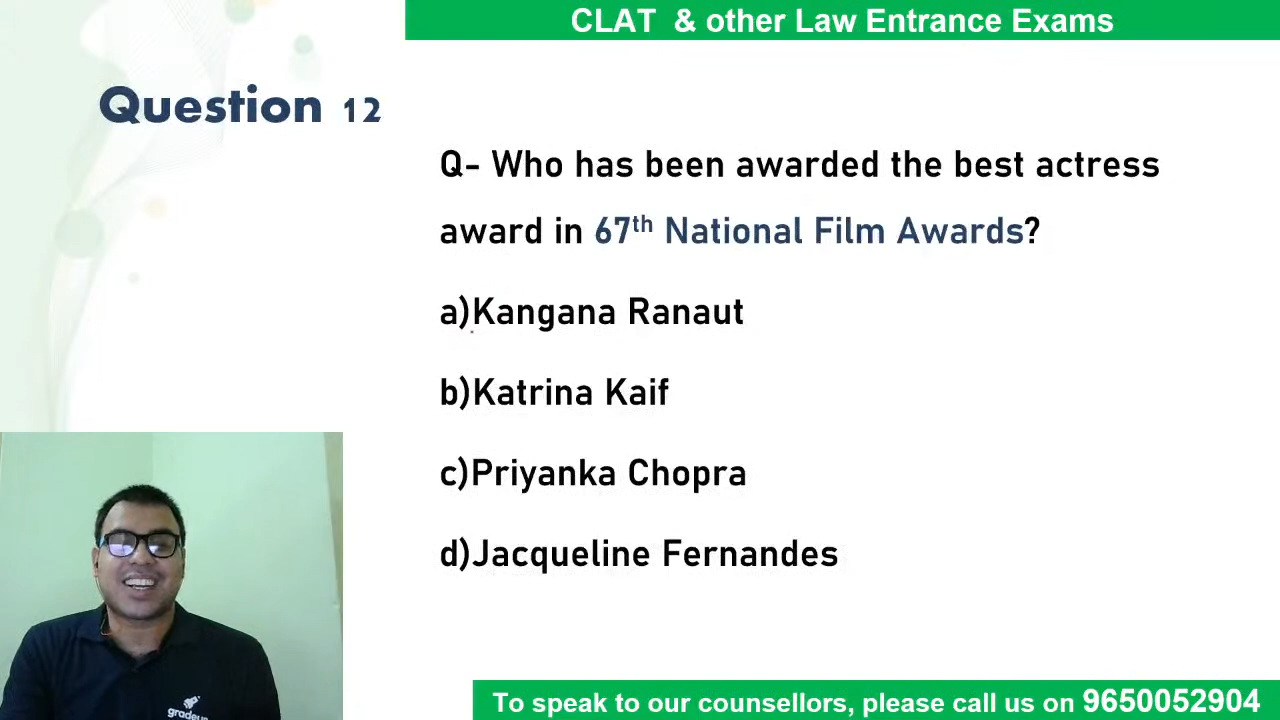 CLAT & other Law Entrance Exams
Question 12
Q- Who has been awarded the best actress
award in 67th National Film Awards?
a)Kangana Ranaut
b)Katrina Kaif
c)Priyanka Chopra
d)Jacqueline Fernandes
gradeup
To speak to our counsellors, please call us on 9650052904